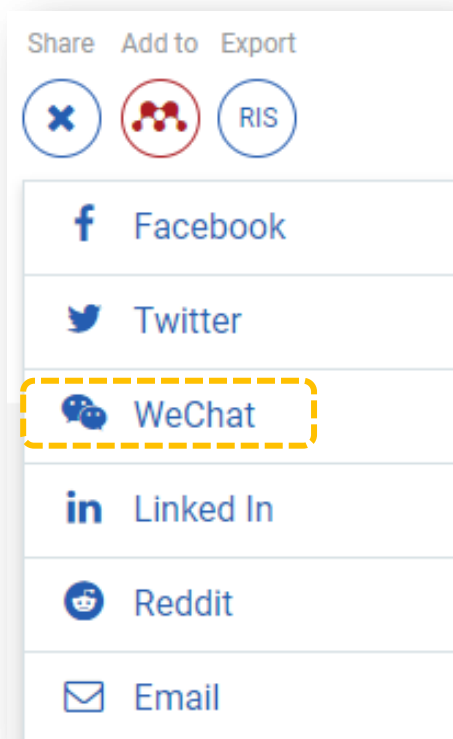 Share Add to Export
RIS
Facebook
Twitter
WeChat
Linked In
Reddit
Email